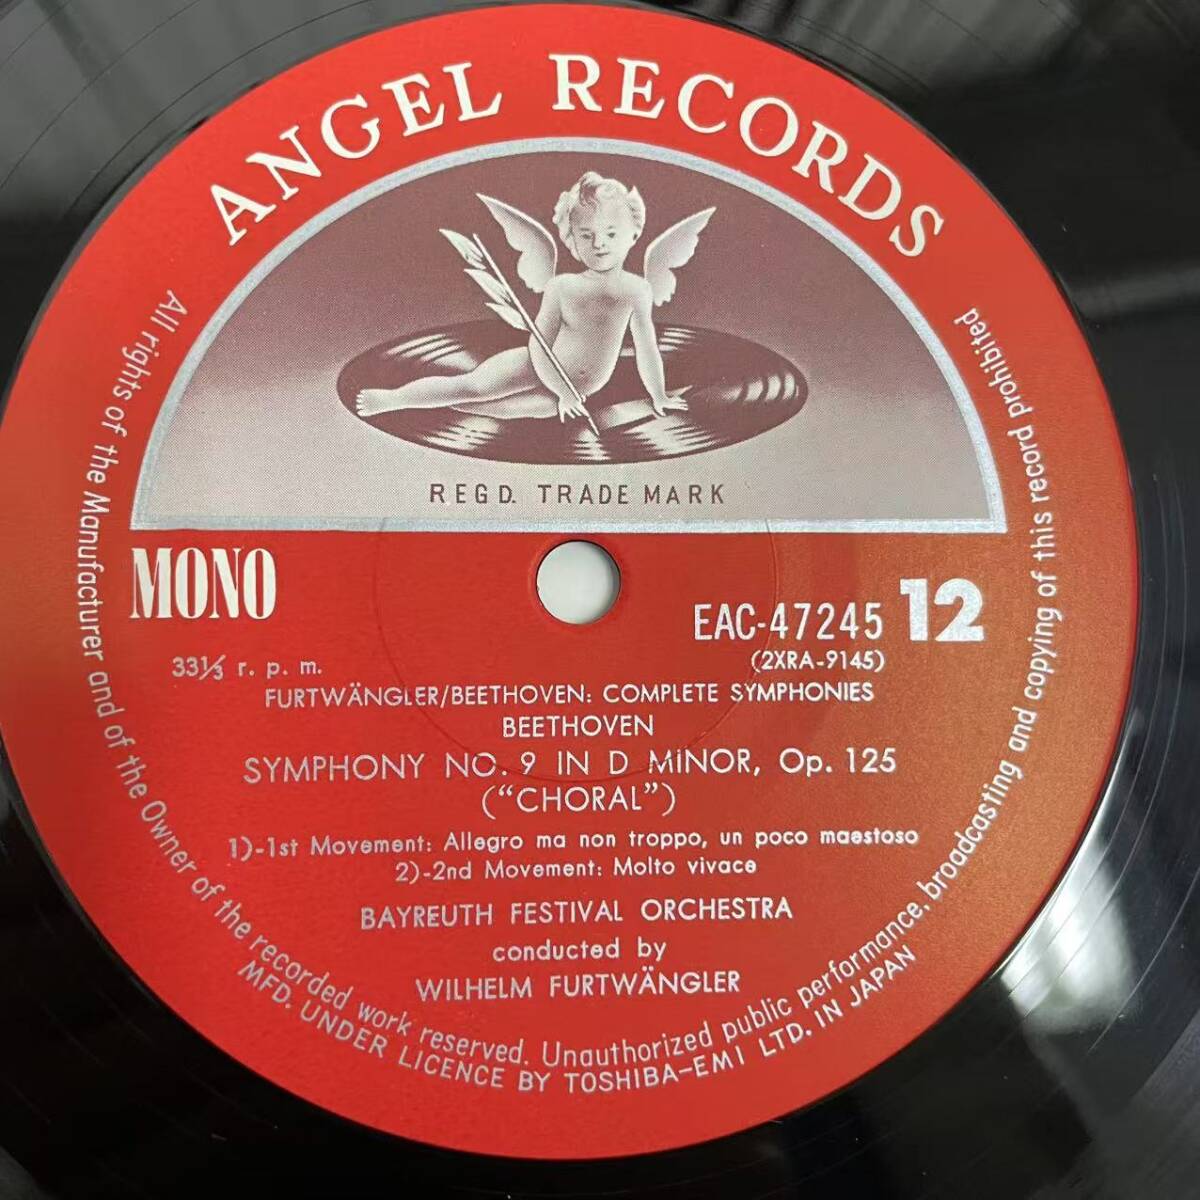 ANGEL RECORDS
REGD. TRADE MARK
MONO
EAC-47245 12
(2XRA-9145)
33⅓ r. p. m.
FURTWÄNGLER/BEETHOVEN: COMPLETE SYMPHONIES
BEETHOVEN
SYMPHONY NO. 9 IN D MINOR, Op. 125
("CHORAL")
1)-1st Movement: Allegro ma non troppo, un poco maestoso
2)-2nd Movement: Molto vivace
BAYREUTH FESTIVAL ORCHESTRA
conducted by
WILHELM FURTWÄNGLER
All rights of the Manufacturer and of the Owner of the recorded work reserved. Unauthorized public performance, broadcasting and copying of this record prohibited
MFD. UNDER LICENCE BY TOSHIBA-EMI LTD. IN JAPAN